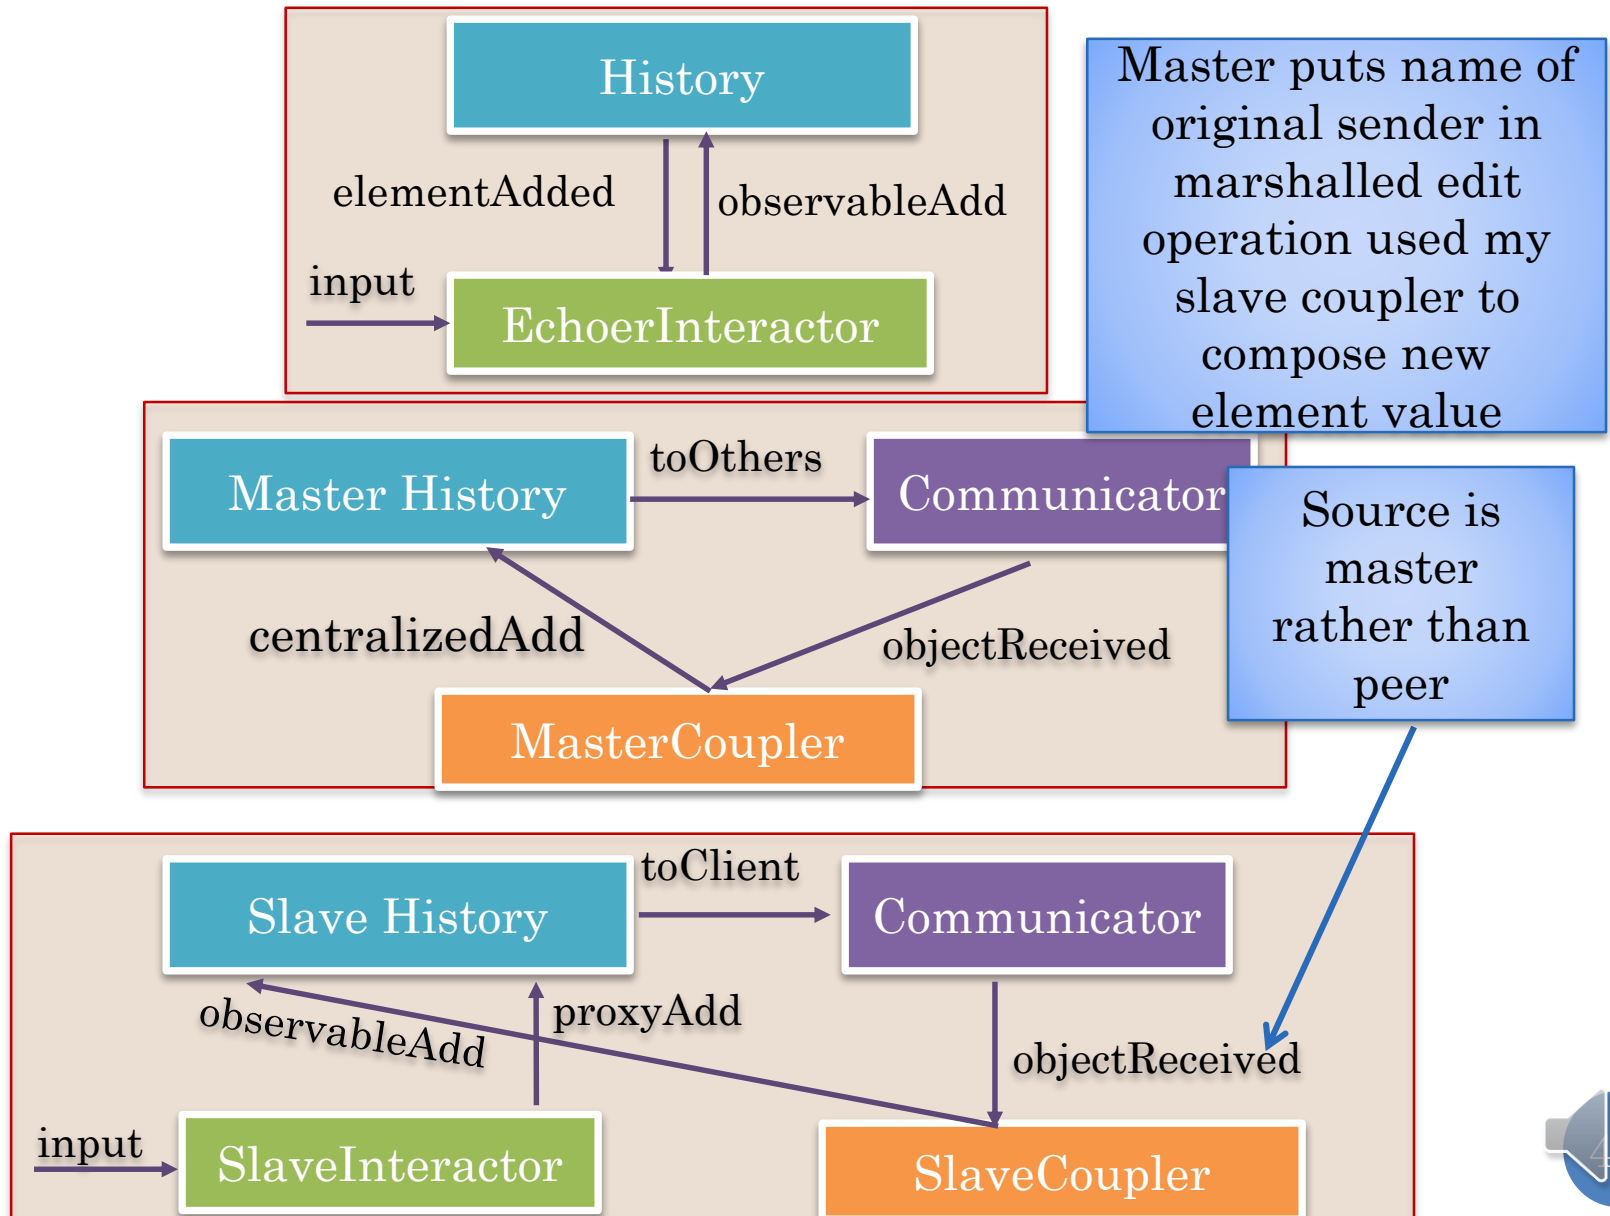 History
elementAdded
observableAdd
input
EchoerInteractor
Master puts name of
original sender in
marshalled edit
operation used my
slave coupler to
compose new
element value
Master History
toOthers
Communicator
centralizedAdd
objectReceived
MasterCoupler
Source is
master
rather than
peer
Slave History
toClient
Communicator
observableAdd
proxyAdd
objectReceived
input
SlaveInteractor
SlaveCoupler